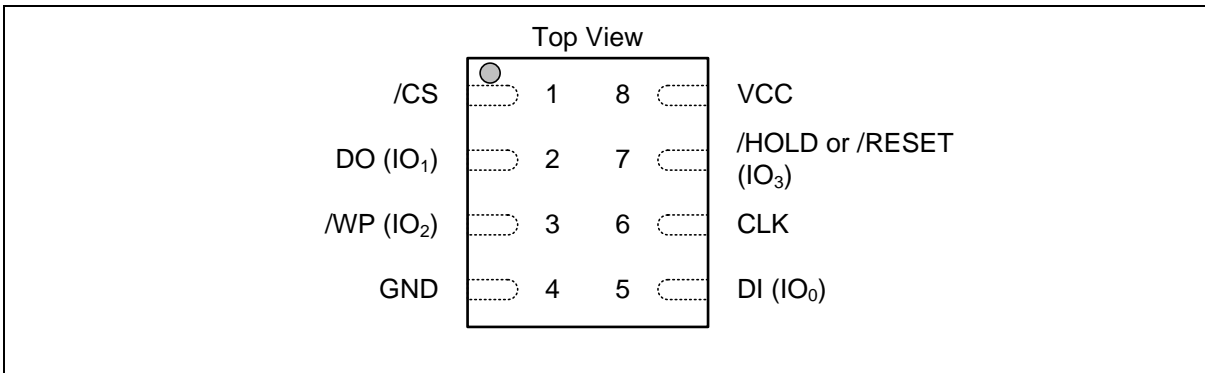 Top View
/CS 1 8 VCC
DO (IO₁) 2 7 /HOLD or /RESET
(IO₃)
/WP (IO₂) 3 6 CLK
GND 4 5 DI (IO₀)